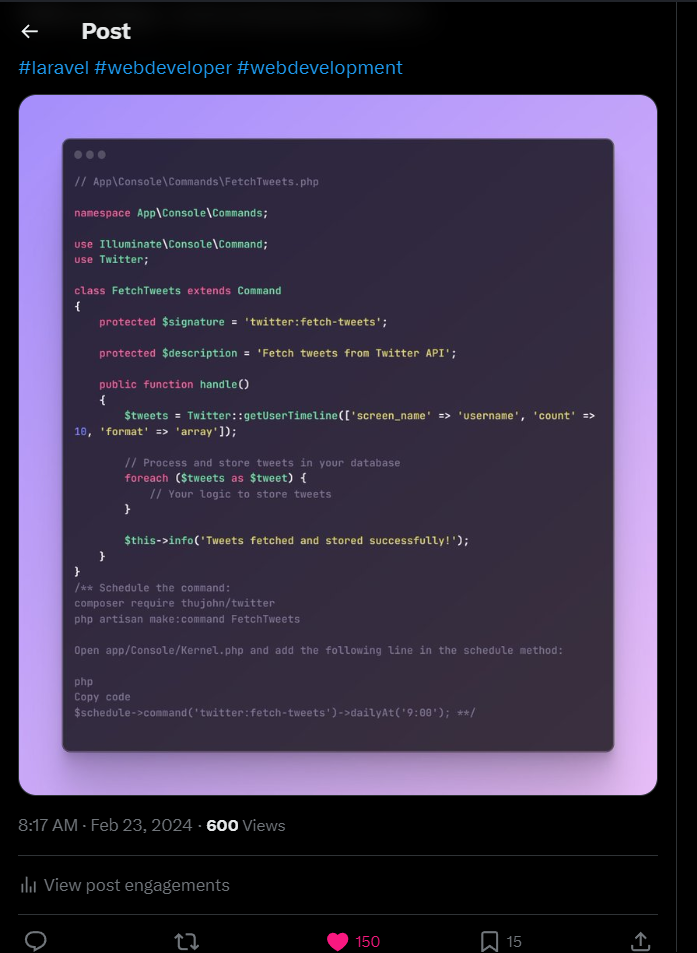 Post
#laravel #webdeveloper #webdevelopment
// App\Console\Commands\FetchTweets.php
namespace App\Console\Commands;
use Illuminate\Console\Command;
use Twitter;
class FetchTweets extends Command
{
    protected $signature = 'twitter:fetch-tweets';
    protected $description = 'Fetch tweets from Twitter API';
    public function handle()
    {
        $tweets = Twitter::getUserTimeline(['screen_name' => 'username', 'count' =>
10, 'format' => 'array']);
        // Process and store tweets in your database
        foreach ($tweets as $tweet) {
            // Your logic to store tweets
        }
        $this->info('Tweets fetched and stored successfully!');
    }
}
/** Schedule the command:
composer require thujohn/twitter
php artisan make:command FetchTweets
Open app/Console/Kernel.php and add the following line in the schedule method:
php
Copy code
$schedule->command('twitter:fetch-tweets')->dailyAt('9:00'); **/
8:17 AM · Feb 23, 2024 · 600 Views
View post engagements
150 15